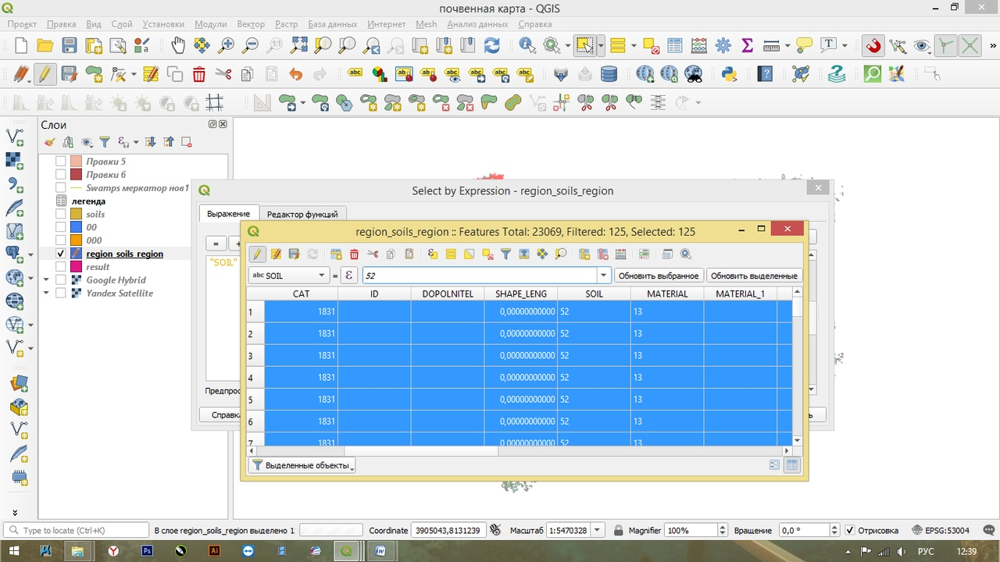 почвенная карта - QGIS
Проект Правка Вид Слой Установки Модули Вектор Растр База данных Интернет Mesh Анализ данных Справка
Слои
Правки 5
Правки 6
Swamps меркатор нов1
легенда
soils
00
000
region_soils_region
result
Google Hybrid
Yandex Satellite
Select by Expression - region_soils_region
Выражение Редактор функций
"SOIL"
region_soils_region :: Features Total: 23069, Filtered: 125, Selected: 125
abc SOIL = ε 52 Обновить выбранное Обновить выделенные
CAT ID DOPOLNITEL SHAPE_LENG SOIL MATERIAL MATERIAL_1
1 1831 0,00000000000 52 13
2 1831 0,00000000000 52 13
3 1831 0,00000000000 52 13
4 1831 0,00000000000 52 13
5 1831 0,00000000000 52 13
6 1831 0,00000000000 52 13
7 1831 0,00000000000 52 13
Предпрос
Справка
Выделенные объекты
Type to locate (Ctrl+K) В слое region_soils_region выделено 1 Coordinate 3905043,8131239 Масштаб 1:5470328 Magnifier 100% Вращение 0,0 ° Отрисовка EPSG:53004
РУС 12:39